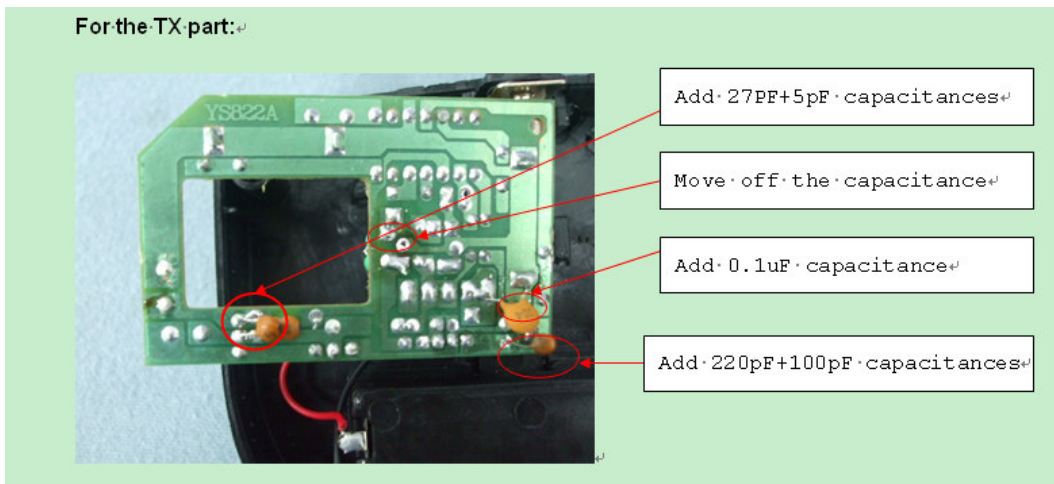 For the TX part:
YS822A
Add 27PF+5pF capacitances
Move off the capacitance
Add 0.1uF capacitance
Add 220pF+100pF capacitances